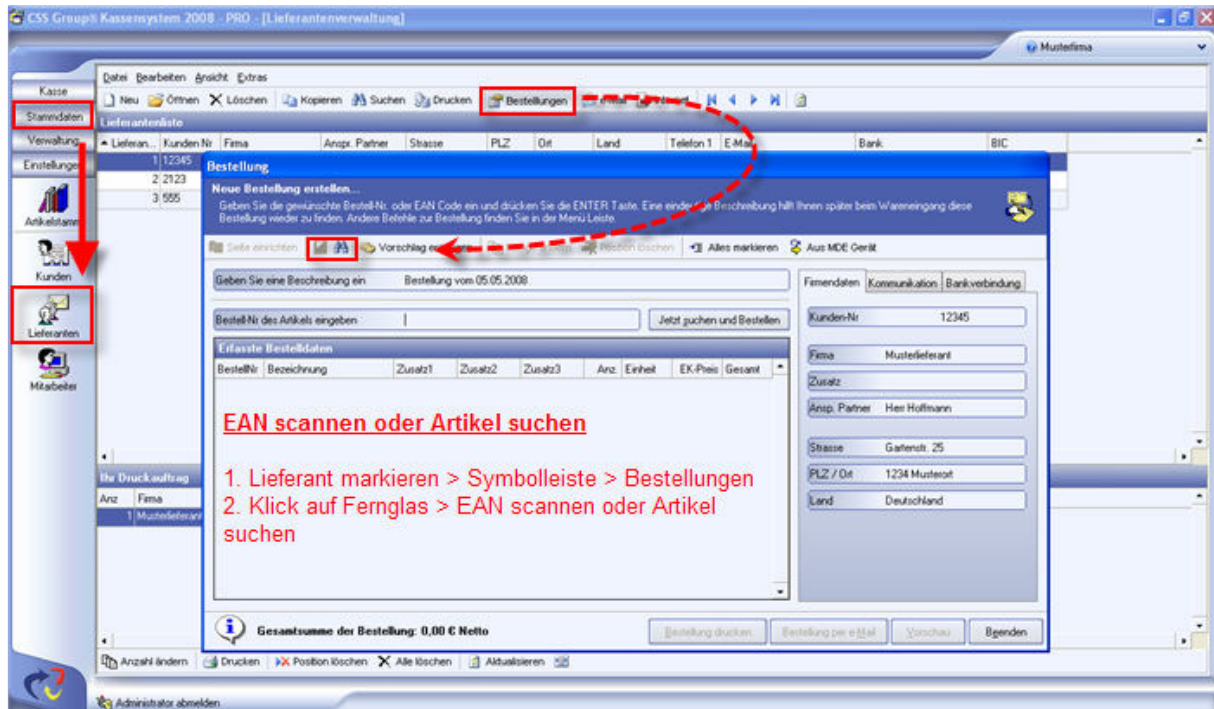 CSS Group® Kassensystem 2008 - PRO - [Lieferantenverwaltung]
Musterfirma
Datei Bearbeiten Ansicht Extras
Neu Öffnen Löschen Kopieren Suchen Drucken Bestellungen
Kasse
Stammdaten
Verwaltung
Einstellungen
Artikelstamm
Kunden
Lieferanten
Mitarbeiter
Lieferantenliste
Lieferan... Kunden Nr Firma Anspr. Partner Strasse PLZ Ort Land Telefon 1 E-Mail Bank BIC
1 12345
2 2123
3 555
Bestellung
Neue Bestellung erstellen...
Geben Sie die gewünschte Bestell-Nr. oder EAN Code ein und drücken Sie die ENTER Taste. Eine eindeutige Beschreibung hilft Ihnen später beim Wareneingang diese
Bestellung wieder zu finden. Andere Befehle zur Bestellung finden Sie in der Menü Leiste.
Seite einrichten Vorschlag Position löschen Alles markieren Aus MDE Gerät
Geben Sie eine Beschreibung ein Bestellung vom 05.05.2008
Bestell-Nr des Artikels eingeben Jetzt suchen und Bestellen
Erfasste Bestelldaten
BestellNr Bezeichnung Zusatz1 Zusatz2 Zusatz3 Anz. Einheit EK-Preis Gesamt
EAN scannen oder Artikel suchen
1. Lieferant markieren > Symbolleiste > Bestellungen
2. Klick auf Fernglas > EAN scannen oder Artikel
suchen
Firmendaten Kommunikation Bankverbindung
Kunden-Nr 12345
Firma Musterlieferant
Zusatz
Ansp. Partner Herr Hoffmann
Strasse Gartenstr. 25
PLZ / Ort 1234 Musterort
Land Deutschland
Gesamtsumme der Bestellung: 0,00 € Netto
Bestellung drucken Bestellung per eMail Vorschau Beenden
Ihr Druckauftrag
Anz Firma
1 Musterlieferant
Anzahl ändern Drucken Position löschen Alle löschen Aktualisieren
Administrator abmelden